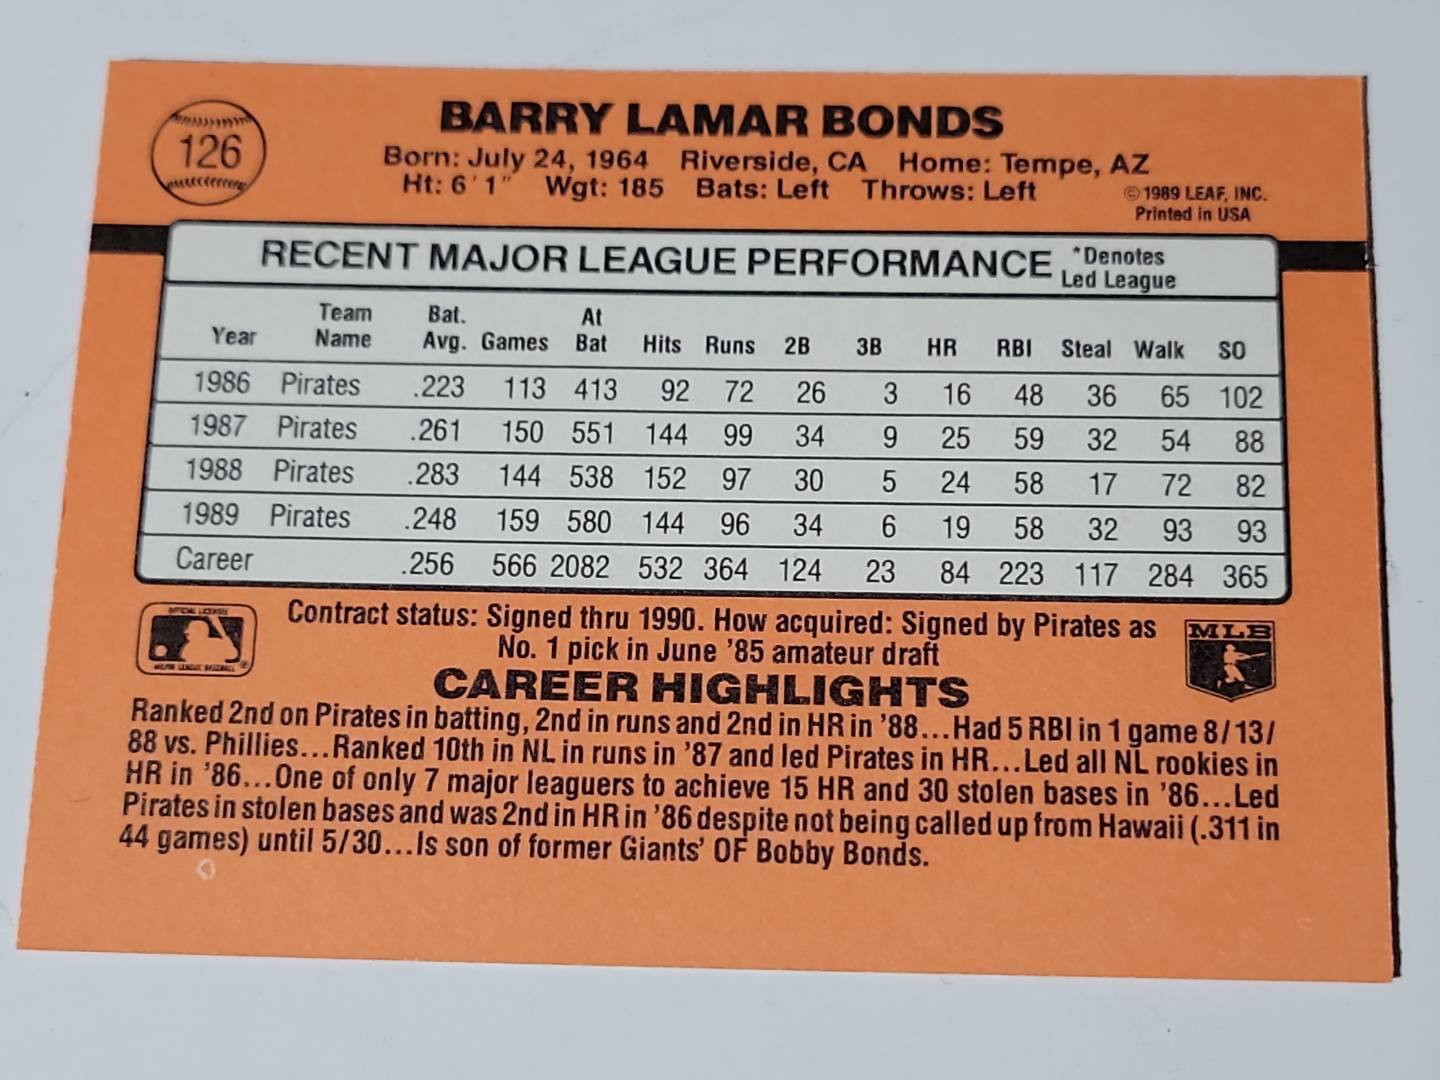 126
BARRY LAMAR BONDS
Born: July 24, 1964 Riverside, CA Home: Tempe, AZ
Ht: 6'1" Wgt: 185 Bats: Left Throws: Left
© 1989 LEAF, INC.
Printed in USA
RECENT MAJOR LEAGUE PERFORMANCE *Denotes Led League
Year Team Name Bat. Avg. Games At Bat Hits Runs 2B 3B HR RBI Steal Walk SO
1986 Pirates .223 113 413 92 72 26 3 16 48 36 65 102
1987 Pirates .261 150 551 144 99 34 9 25 59 32 54 88
1988 Pirates .283 144 538 152 97 30 5 24 58 17 72 82
1989 Pirates .248 159 580 144 96 34 6 19 58 32 93 93
Career .256 566 2082 532 364 124 23 84 223 117 284 365
OFFICIAL LICENSEE
MAJOR LEAGUE BASEBALL ®
Contract status: Signed thru 1990. How acquired: Signed by Pirates as
No. 1 pick in June '85 amateur draft
MLB
CAREER HIGHLIGHTS
Ranked 2nd on Pirates in batting, 2nd in runs and 2nd in HR in '88...Had 5 RBI in 1 game 8/13/
88 vs. Phillies...Ranked 10th in NL in runs in '87 and led Pirates in HR...Led all NL rookies in
HR in '86...One of only 7 major leaguers to achieve 15 HR and 30 stolen bases in '86...Led
Pirates in stolen bases and was 2nd in HR in '86 despite not being called up from Hawaii (.311 in
44 games) until 5/30...Is son of former Giants' OF Bobby Bonds.